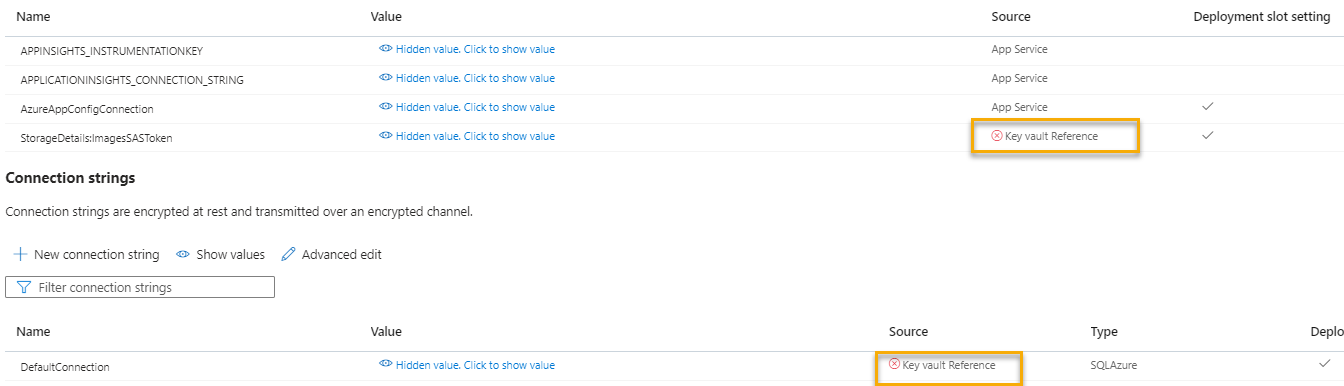 Name Value Source Deployment slot setting
APPINSIGHTS_INSTRUMENTATIONKEY Hidden value. Click to show value App Service
APPLICATIONINSIGHTS_CONNECTION_STRING Hidden value. Click to show value App Service
AzureAppConfigConnection Hidden value. Click to show value App Service
StorageDetails:ImagesSASToken Hidden value. Click to show value Key vault Reference
Connection strings
Connection strings are encrypted at rest and transmitted over an encrypted channel.
New connection string Show values Advanced edit
Filter connection strings
Name Value Source Type Deplo
DefaultConnection Hidden value. Click to show value Key vault Reference SQLAzure